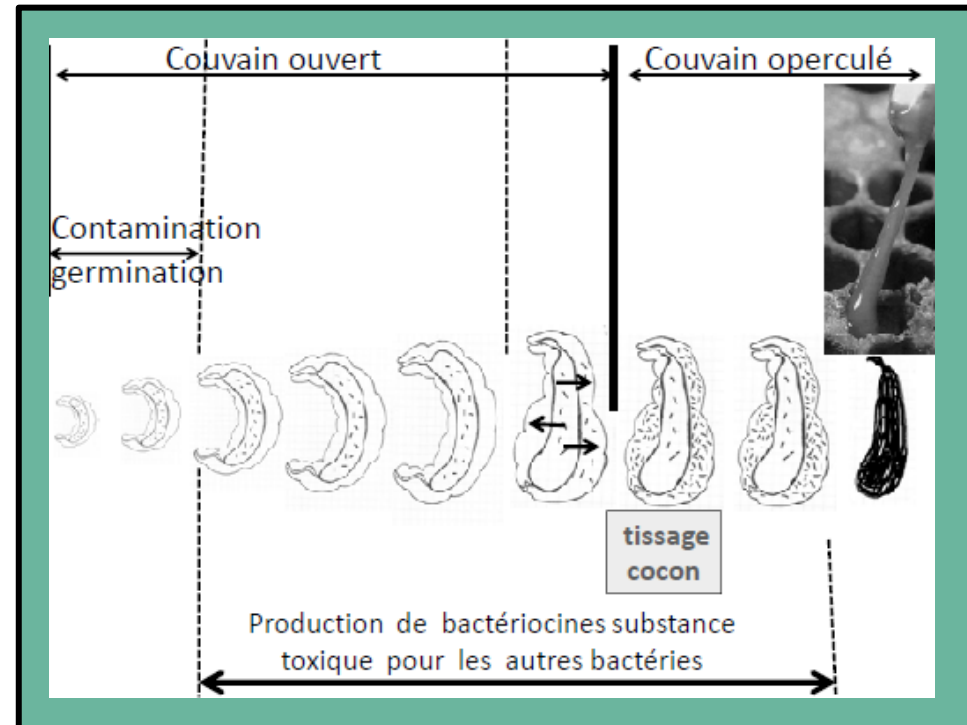 Couvain ouvert
Couvain operculé
Contamination
germination
tissage
cocon
Production de bactériocines substance
toxique pour les autres bactéries